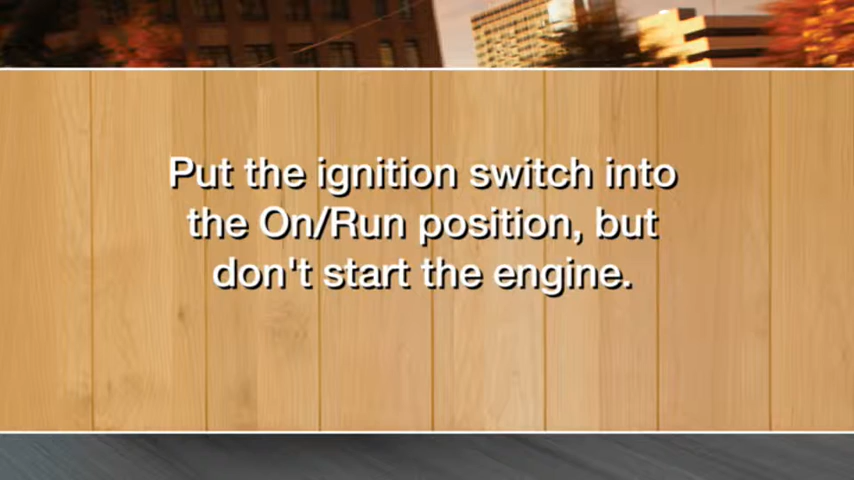 Put the ignition switch into
the On/Run position, but
don't start the engine.